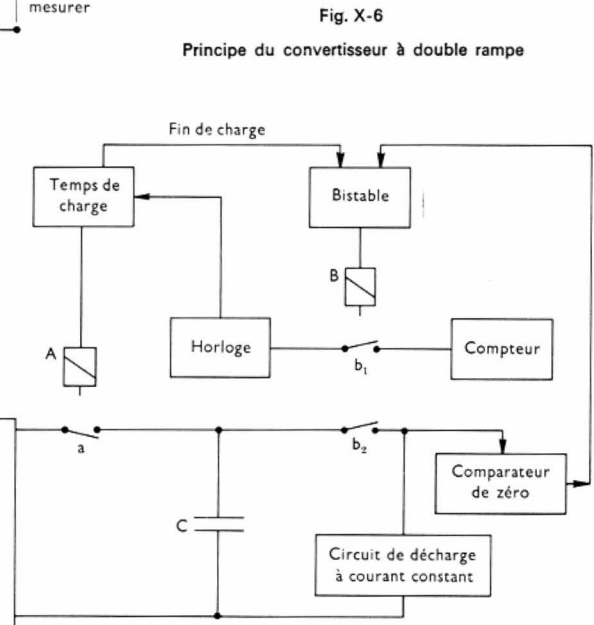 mesurer
Fig. X-6
Principe du convertisseur à double rampe
Fin de charge
Temps de
charge
Bistable
B
A
Horloge
b₁
Compteur
a
b₂
Comparateur
de zéro
C
Circuit de décharge
à courant constant